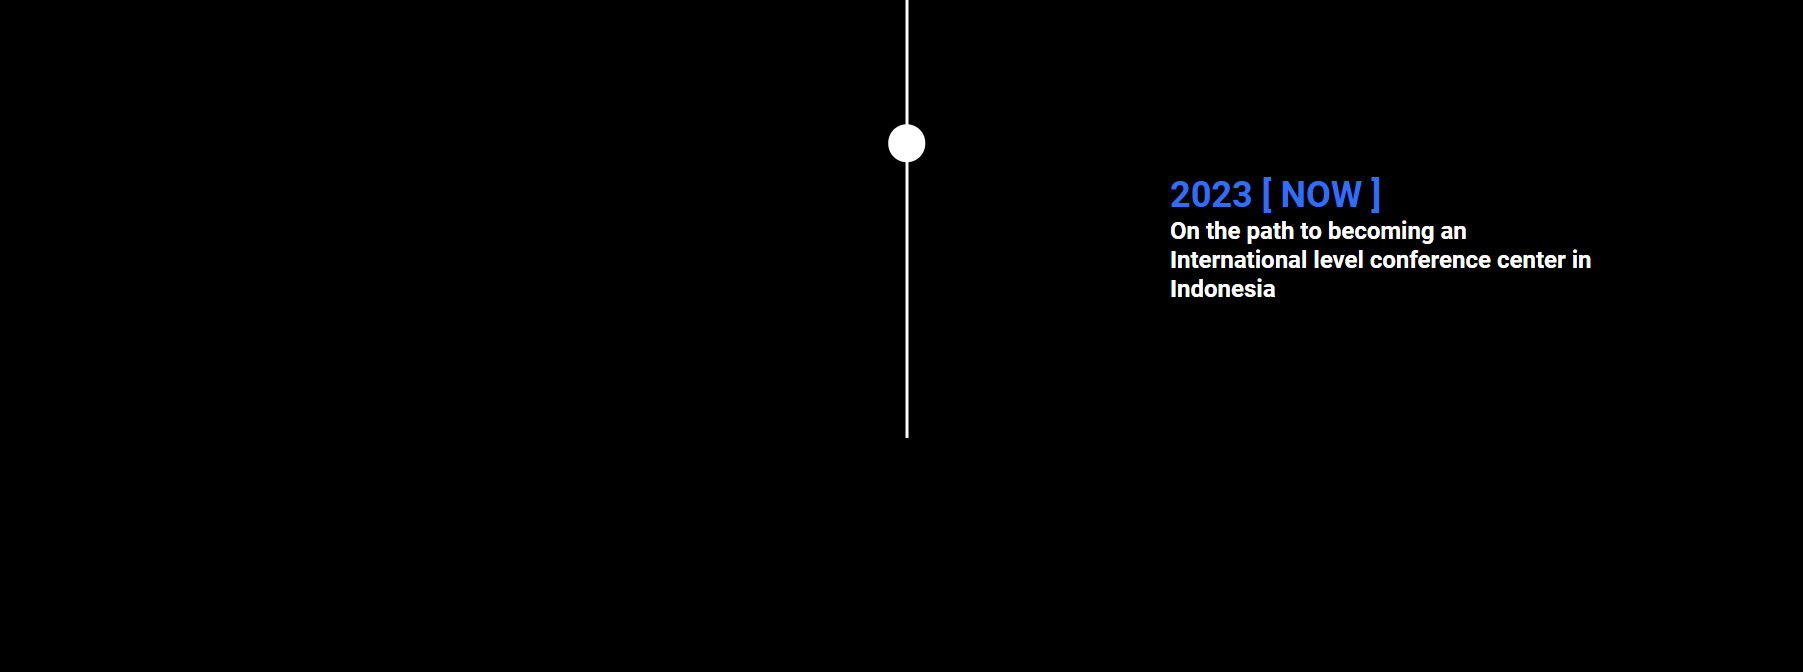 2023 [ NOW ]
On the path to becoming an
International level conference center in
Indonesia